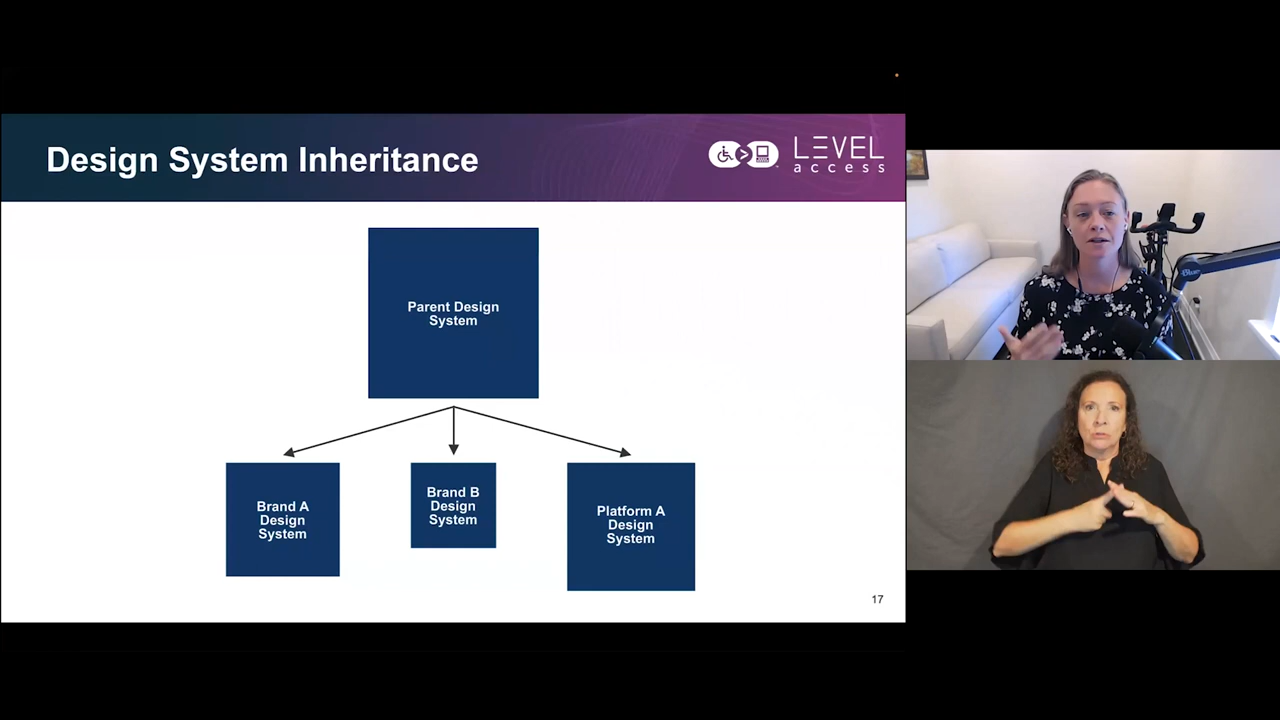 Design System Inheritance
LEVEL
access
Parent Design
System
Brand A
Design
System
Brand B
Design
System
Platform A
Design
System
17